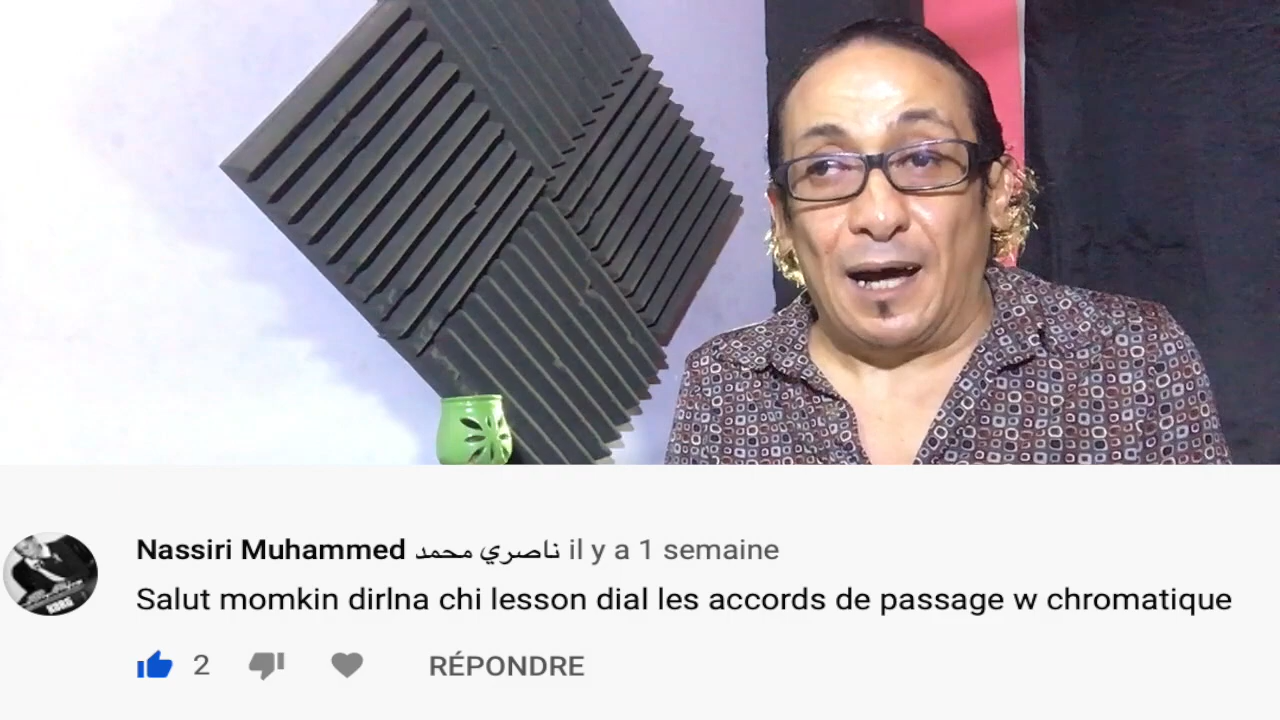 Nassiri Muhammed ناصري محمد il y a 1 semaine
Salut momkin dirlna chi lesson dial les accords de passage w chromatique
2 RÉPONDRE